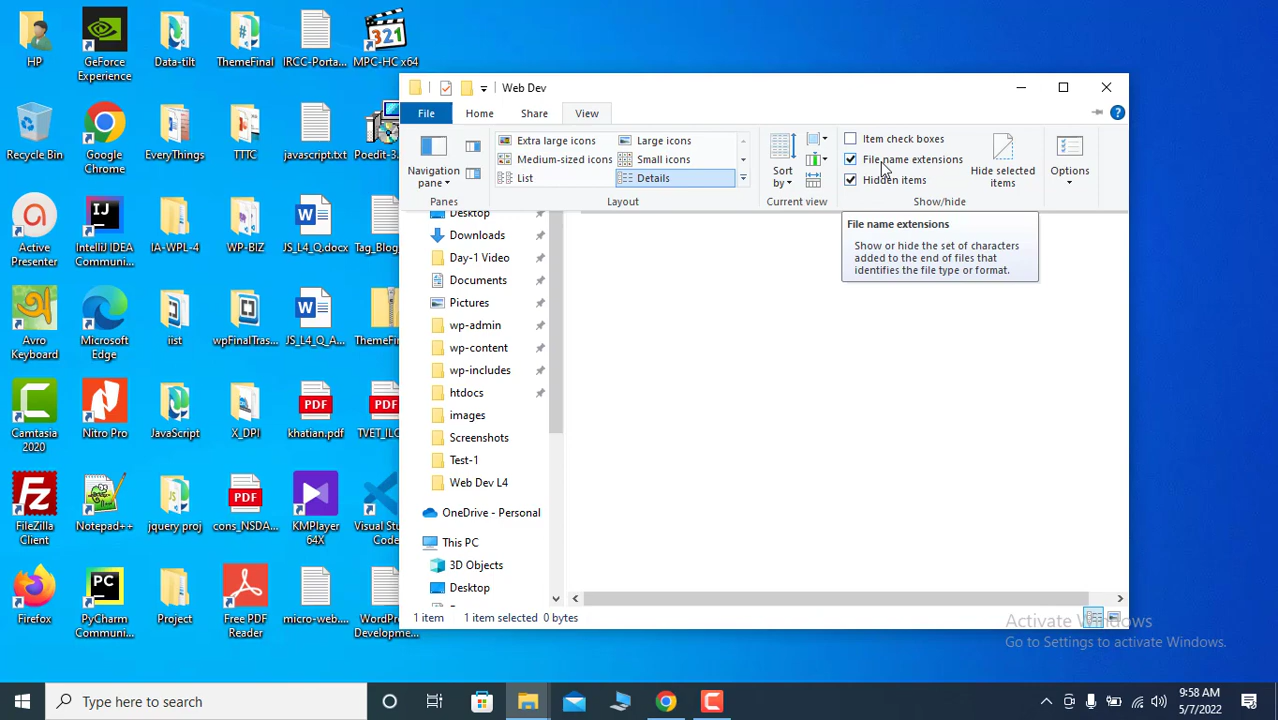 HP
GeForce
Experience
Data-tilt
ThemeFinal
IRCC-Porta...
MPC-HC x64
Recycle Bin
Google
Chrome
EveryThings
TTTC
javascript.txt
Poedit-3...
Active
Presenter
IntelliJ IDEA
Communi...
IA-WPL-4
WP-BIZ
JS_L4_Q.docx
Tag_Blog...
Avro
Keyboard
Microsoft
Edge
iist
wpFinalTras...
JS_L4_Q_A...
ThemeFin
Camtasia
2020
Nitro Pro
JavaScript
X_DPI
khatian.pdf
TVET_ILO
FileZilla
Client
Notepad++
jquery proj
cons_NSDA...
KMPlayer
64X
Visual Stu
Code
Firefox
PyCharm
Communi...
Project
Free PDF
Reader
micro-web...
WordPr
Developme...
Web Dev
File
Home
Share
View
Navigation
pane
Panes
Extra large icons
Large icons
Medium-sized icons
Small icons
List
Details
Layout
Sort
by
Current view
Item check boxes
File name extensions
Hidden items
Hide selected
items
Show/hide
Options
File name extensions
Show or hide the set of characters
added to the end of files that
identifies the file type or format.
Desktop
Downloads
Day-1 Video
Documents
Pictures
wp-admin
wp-content
wp-includes
htdocs
images
Screenshots
Test-1
Web Dev L4
OneDrive - Personal
This PC
3D Objects
Desktop
1 item
1 item selected 0 bytes
Activate Windows
Go to Settings to activate Windows.
Type here to search
9:58 AM
5/7/2022